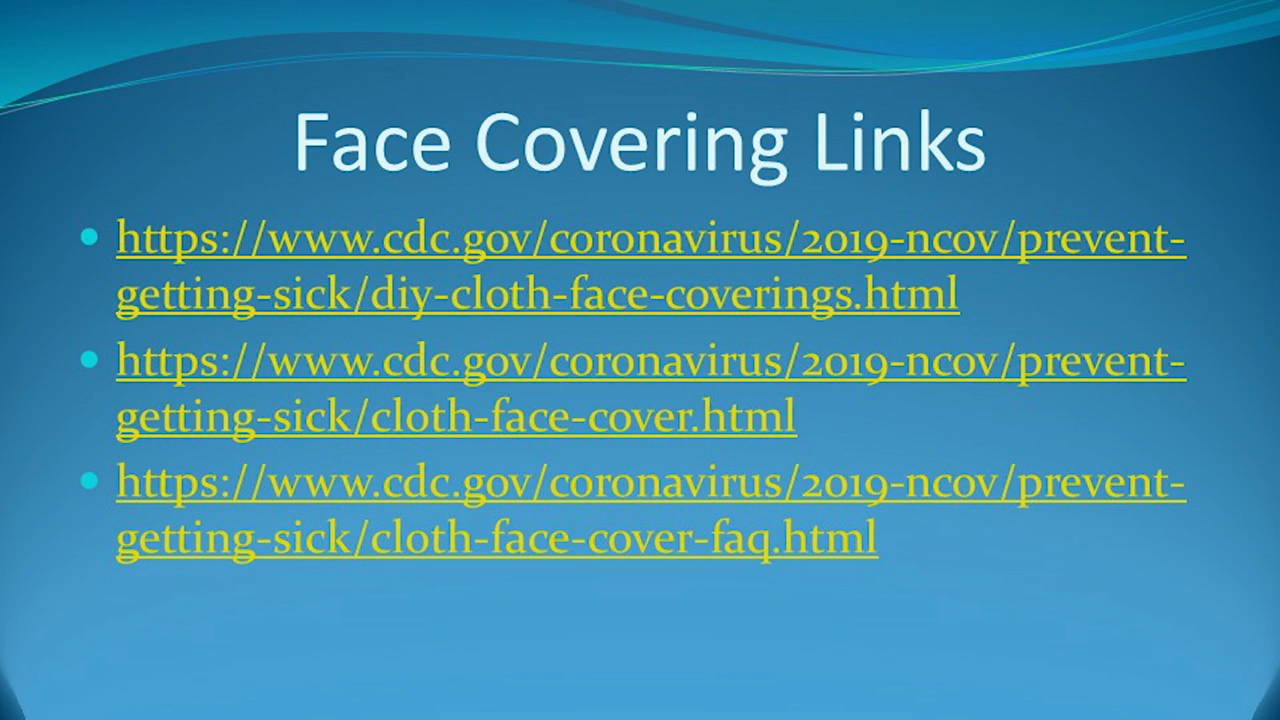 Face Covering Links
https://www.cdc.gov/coronavirus/2019-ncov/prevent-
getting-sick/diy-cloth-face-coverings.html
https://www.cdc.gov/coronavirus/2019-ncov/prevent-
getting-sick/cloth-face-cover.html
https://www.cdc.gov/coronavirus/2019-ncov/prevent-
getting-sick/cloth-face-cover-faq.html